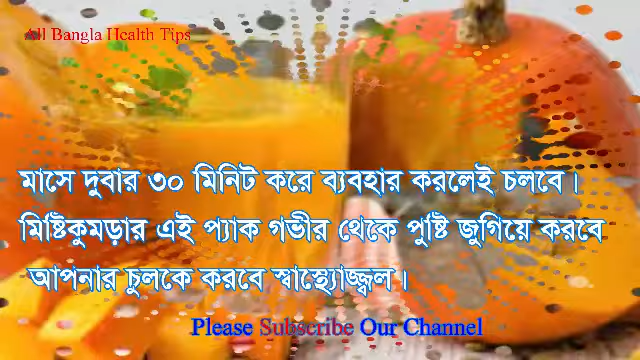 All Bangla Health Tips
মাসে দুবার ৩০ মিনিট করে ব্যবহার করলেই চলবে।
মিষ্টিকুমড়ার এই প্যাক গভীর থেকে পুষ্টি জুগিয়ে করবে
আপনার চুলকে করবে স্বাস্থ্যোজ্জ্বল।
Please Subscribe Our Channel